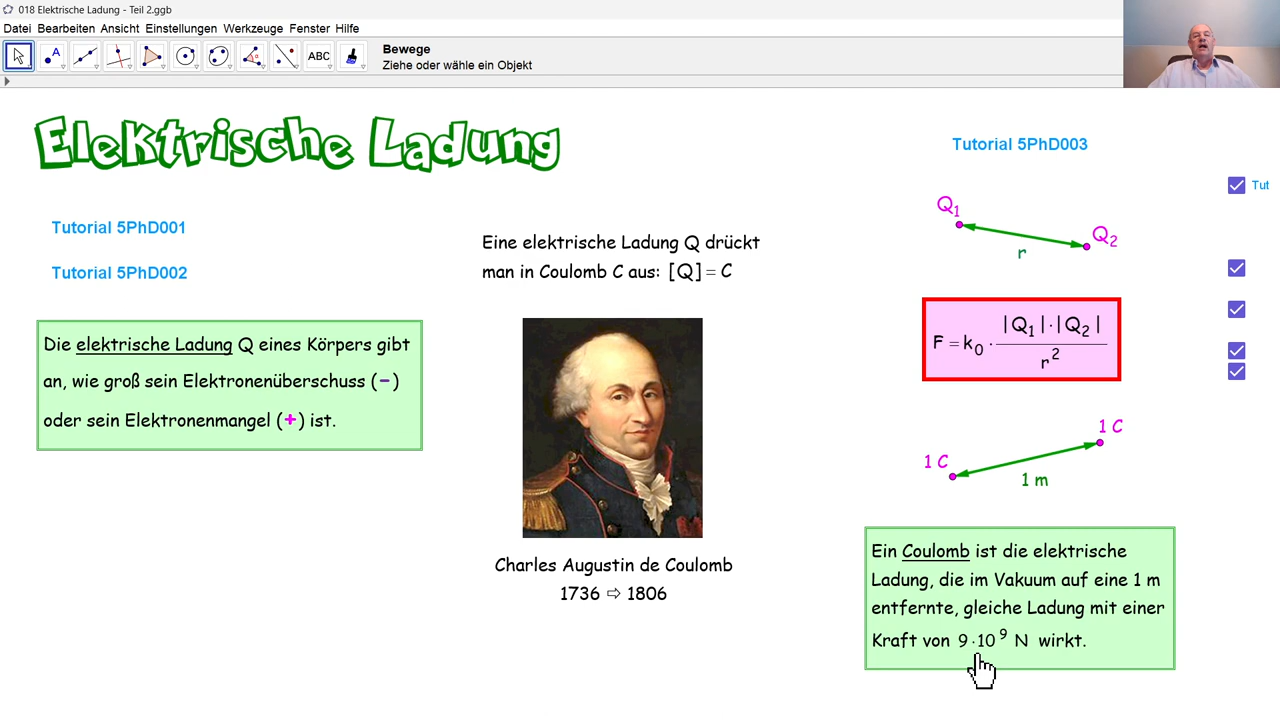 018 Elektrische Ladung - Teil 2.ggb
Datei Bearbeiten Ansicht Einstellungen Werkzeuge Fenster Hilfe
A
ABC
Bewege
Ziehe oder wähle ein Objekt
Elektrische Ladung
Tutorial 5PhD001
Tutorial 5PhD002
Die elektrische Ladung Q eines Körpers gibt
an, wie groß sein Elektronenüberschuss (−)
oder sein Elektronenmangel (+) ist.
Eine elektrische Ladung Q drückt
man in Coulomb C aus: [Q] = C
Charles Augustin de Coulomb
1736 ⇨ 1806
Tutorial 5PhD003
Tut
Q₁
Q₂
r
F = k₀ · |Q₁|·|Q₂| / r²
1 C
1 C
1 m
Ein Coulomb ist die elektrische
Ladung, die im Vakuum auf eine 1 m
entfernte, gleiche Ladung mit einer
Kraft von 9·10⁹ N wirkt.